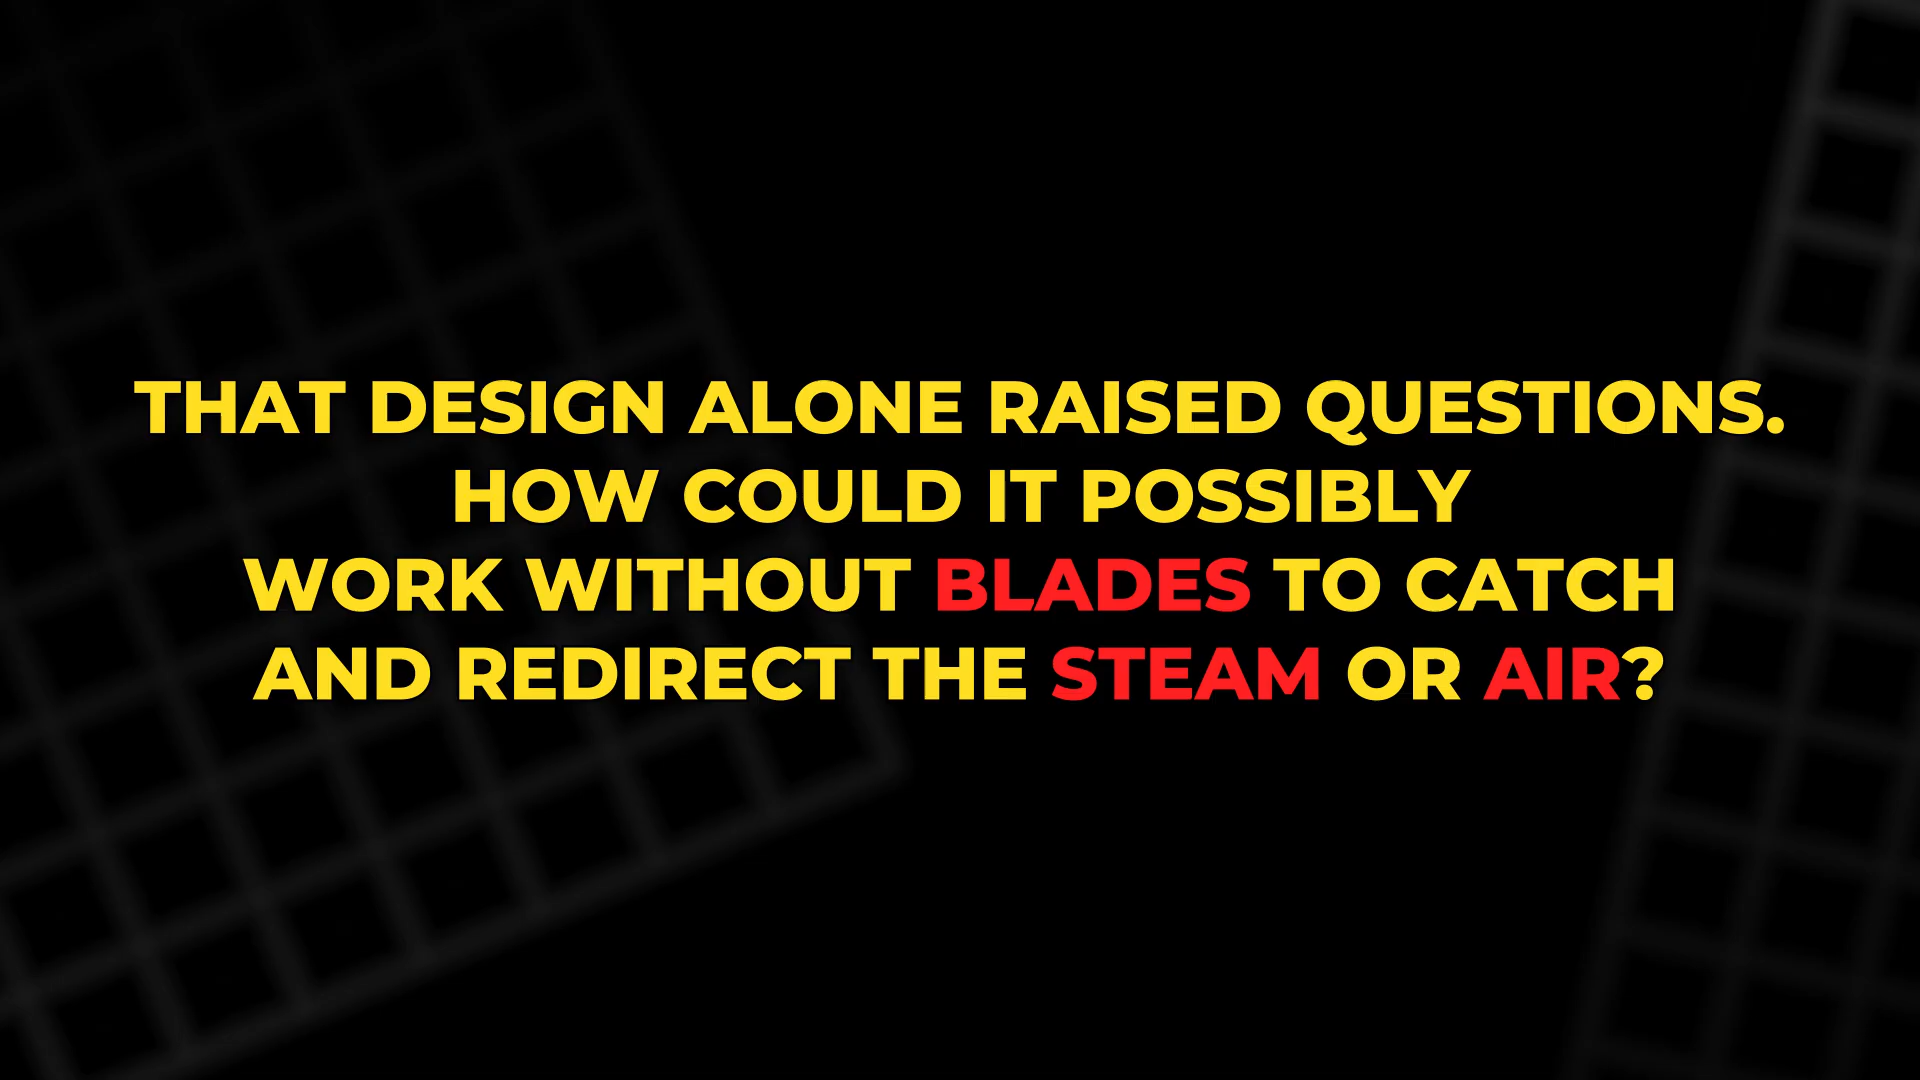 THAT DESIGN ALONE RAISED QUESTIONS.
HOW COULD IT POSSIBLY
WORK WITHOUT BLADES TO CATCH
AND REDIRECT THE STEAM OR AIR?